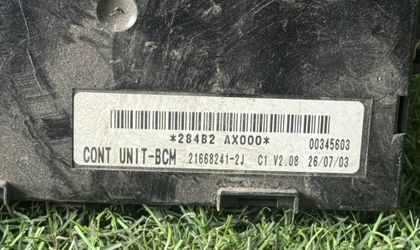 *284B2 AX000*
00345603
CONT UNIT-BCM 21668241-2J C1 V2.08 26/07/03